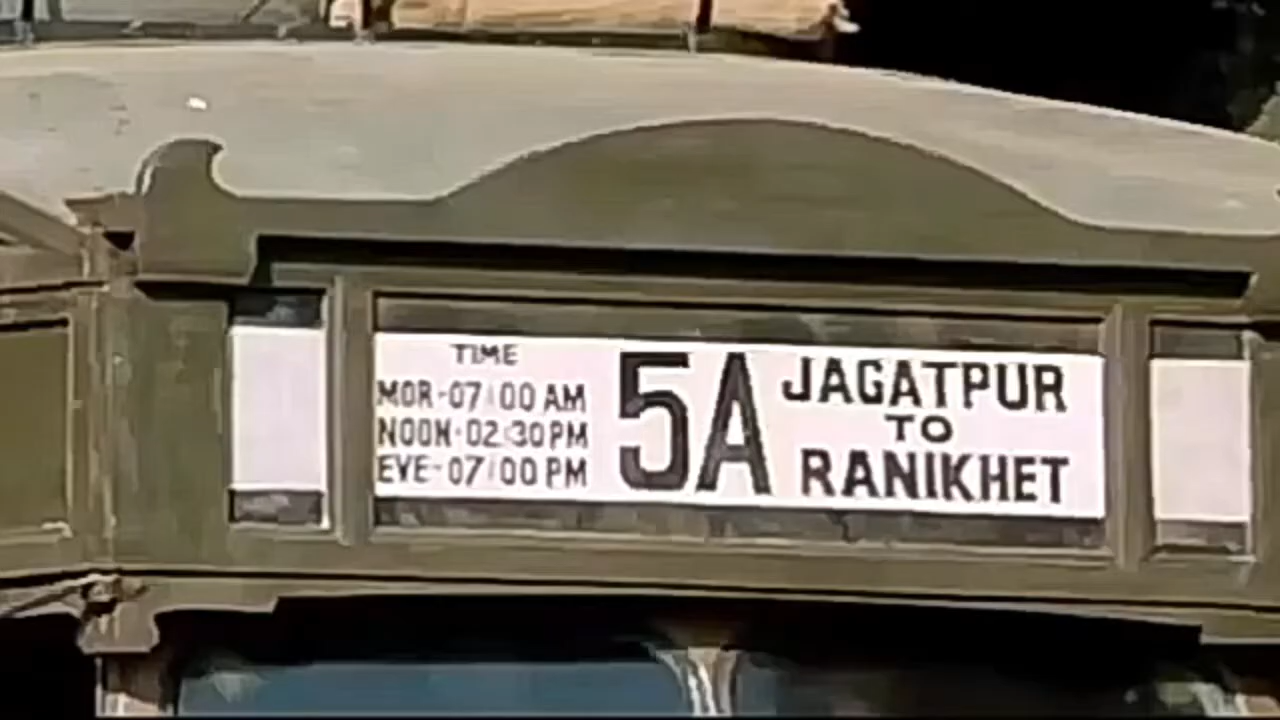 TIME
MOR-07:00 AM
NOON-02:30 PM
EVE-07:00 PM
5A
JAGATPUR
TO
RANIKHET